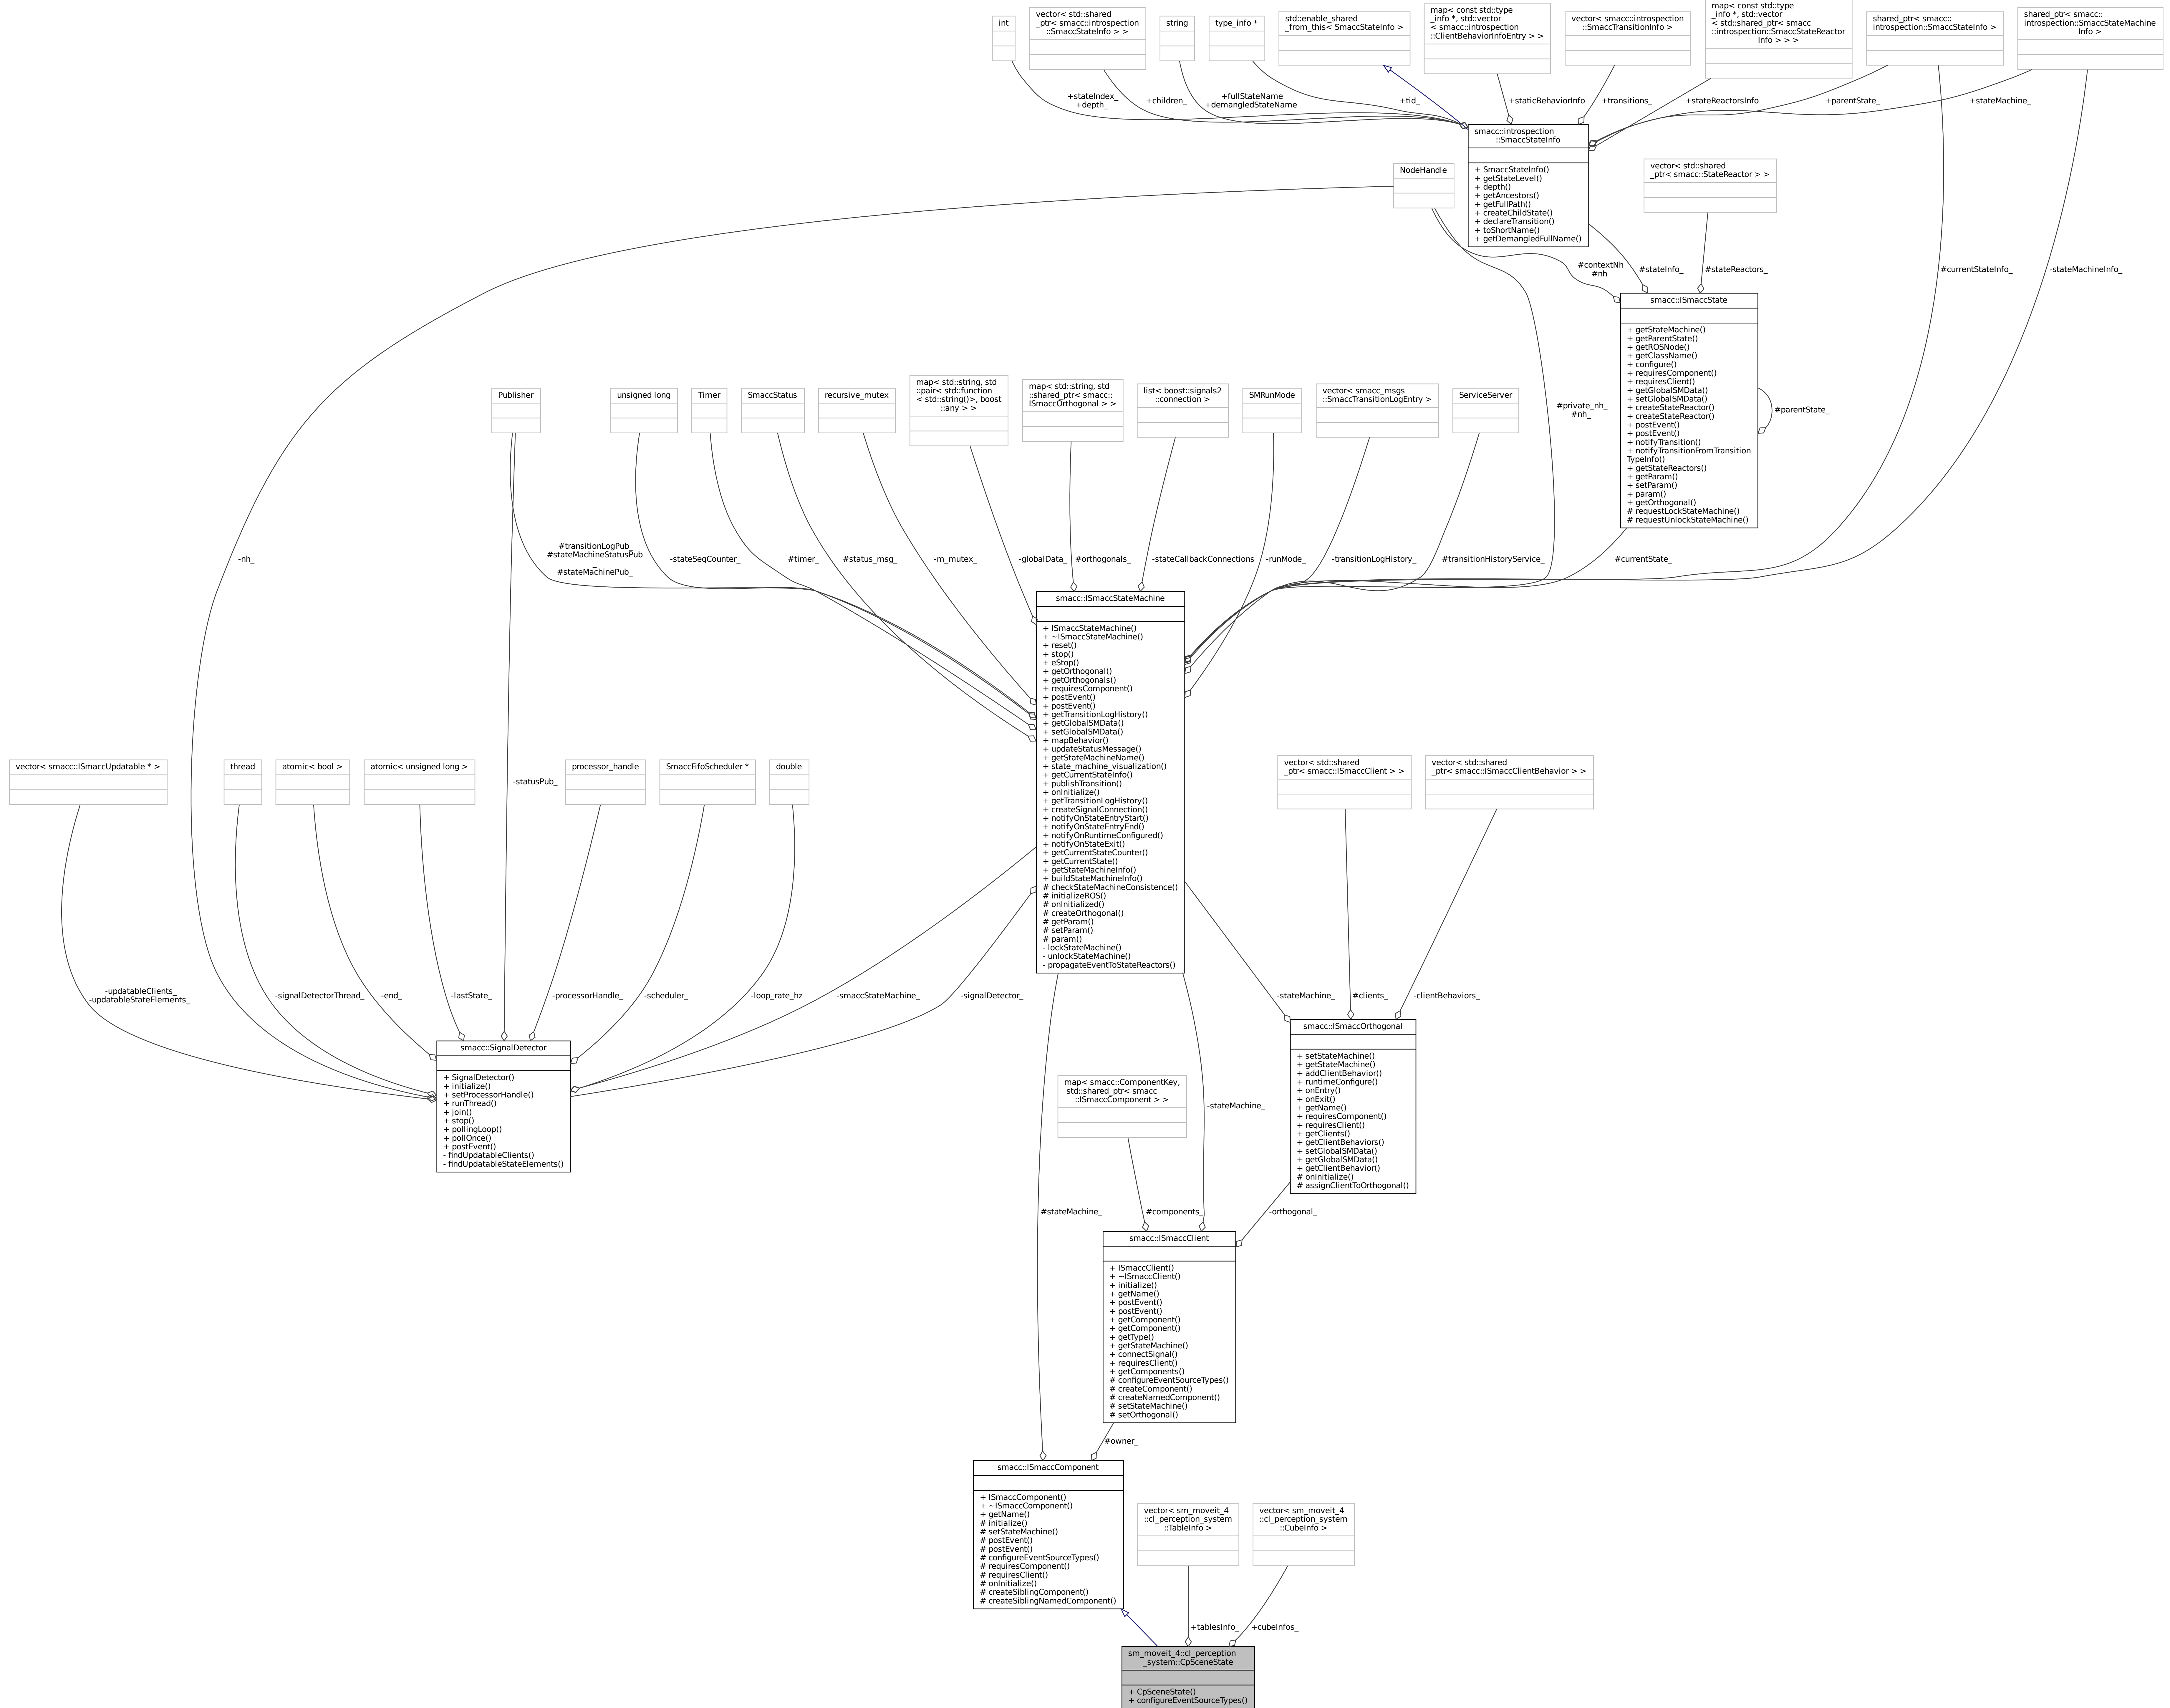 int
vector< std::shared
_ptr< smacc::introspection
::SmaccStateInfo > >
string
type_info *
std::enable_shared
_from_this< SmaccStateInfo >
map< const std::type
_info *, std::vector
< smacc::introspection
::ClientBehaviorInfoEntry > >
vector< smacc::introspection
::SmaccTransitionInfo >
map< const std::type
_info *, std::vector
< std::shared_ptr< smacc
::introspection::SmaccStateReactor
Info > > >
shared_ptr< smacc::
introspection::SmaccStateInfo >
shared_ptr< smacc::
introspection::SmaccStateMachine
Info >
+stateIndex_
+depth_
+children_
+fullStateName
+demangledStateName
+tid_
+staticBehaviorInfo
+transitions_
+stateReactorsInfo
+parentState_
+stateMachine_
smacc::introspection
::SmaccStateInfo
+ SmaccStateInfo()
+ getStateLevel()
+ depth()
+ getAncestors()
+ getFullPath()
+ createChildState()
+ declareTransition()
+ toShortName()
+ getDemangledFullName()
NodeHandle
vector< std::shared
_ptr< smacc::StateReactor > >
#contextNh
#nh
#stateInfo_
#stateReactors_
#currentStateInfo_
-stateMachineInfo_
smacc::ISmaccState
+ getStateMachine()
+ getParentState()
+ getROSNode()
+ getClassName()
+ configure()
+ requiresComponent()
+ requiresClient()
+ getGlobalSMData()
+ setGlobalSMData()
+ createStateReactor()
+ createStateReactor()
+ postEvent()
+ postEvent()
+ notifyTransition()
+ notifyTransitionFromTransition
TypeInfo()
+ getStateReactors()
+ getParam()
+ setParam()
+ param()
+ getOrthogonal()
# requestLockStateMachine()
# requestUnlockStateMachine()
#parentState_
Publisher
unsigned long
Timer
SmaccStatus
recursive_mutex
map< std::string, std
::pair< std::function
< std::string()>, boost
::any > >
map< std::string, std
::shared_ptr< smacc::
ISmaccOrthogonal > >
list< boost::signals2
::connection >
SMRunMode
vector< smacc_msgs
::SmaccTransitionLogEntry >
ServiceServer
#private_nh_
#nh_
-nh_
#transitionLogPub_
#stateMachineStatusPub
_
#stateMachinePub_
-stateSeqCounter_
#timer_
#status_msg_
-m_mutex_
-globalData_
#orthogonals_
-stateCallbackConnections
-runMode_
-transitionLogHistory_
#transitionHistoryService_
#currentState_
smacc::ISmaccStateMachine
+ ISmaccStateMachine()
+ ~ISmaccStateMachine()
+ reset()
+ stop()
+ eStop()
+ getOrthogonal()
+ getOrthogonals()
+ requiresComponent()
+ postEvent()
+ postEvent()
+ getTransitionLogHistory()
+ getGlobalSMData()
+ setGlobalSMData()
+ mapBehavior()
+ updateStatusMessage()
+ getStateMachineName()
+ state_machine_visualization()
+ getCurrentStateInfo()
+ publishTransition()
+ onInitialize()
+ getTransitionLogHistory()
+ createSignalConnection()
+ notifyOnStateEntryStart()
+ notifyOnStateEntryEnd()
+ notifyOnRuntimeConfigured()
+ notifyOnStateExit()
+ getCurrentStateCounter()
+ getCurrentState()
+ getStateMachineInfo()
+ buildStateMachineInfo()
# checkStateMachineConsistence()
# initializeROS()
# onInitialized()
# createOrthogonal()
# getParam()
# setParam()
# param()
- lockStateMachine()
- unlockStateMachine()
- propagateEventToStateReactors()
vector< smacc::ISmaccUpdatable * >
thread
atomic< bool >
atomic< unsigned long >
-statusPub_
processor_handle
SmaccFifoScheduler *
double
vector< std::shared
_ptr< smacc::ISmaccClient > >
vector< std::shared
_ptr< smacc::ISmaccClientBehavior > >
-updatableClients_
-updatableStateElements_
-signalDetectorThread_
-end_
-lastState_
-processorHandle_
-scheduler_
-loop_rate_hz
-smaccStateMachine_
-signalDetector_
-stateMachine_
#clients_
-clientBehaviors_
smacc::SignalDetector
+ SignalDetector()
+ initialize()
+ setProcessorHandle()
+ runThread()
+ join()
+ stop()
+ pollingLoop()
+ pollOnce()
+ postEvent()
- findUpdatableClients()
- findUpdatableStateElements()
smacc::ISmaccOrthogonal
+ setStateMachine()
+ getStateMachine()
+ addClientBehavior()
+ runtimeConfigure()
+ onEntry()
+ onExit()
+ getName()
+ requiresComponent()
+ requiresClient()
+ getClients()
+ getClientBehaviors()
+ setGlobalSMData()
+ getGlobalSMData()
+ getClientBehavior()
# onInitialize()
# assignClientToOrthogonal()
map< smacc::ComponentKey,
std::shared_ptr< smacc
::ISmaccComponent > >
-stateMachine_
#stateMachine_
#components_
-orthogonal_
smacc::ISmaccClient
+ ISmaccClient()
+ ~ISmaccClient()
+ initialize()
+ getName()
+ postEvent()
+ postEvent()
+ getComponent()
+ getComponent()
+ getType()
+ getStateMachine()
+ connectSignal()
+ requiresClient()
+ getComponents()
# configureEventSourceTypes()
# createComponent()
# createNamedComponent()
# setStateMachine()
# setOrthogonal()
#owner_
smacc::ISmaccComponent
+ ISmaccComponent()
+ ~ISmaccComponent()
+ getName()
# initialize()
# setStateMachine()
# postEvent()
# postEvent()
# configureEventSourceTypes()
# requiresComponent()
# requiresClient()
# onInitialize()
# createSiblingComponent()
# createSiblingNamedComponent()
vector< sm_moveit_4
::cl_perception_system
::TableInfo >
vector< sm_moveit_4
::cl_perception_system
::CubeInfo >
+tablesInfo_
+cubeInfos_
sm_moveit_4::cl_perception
_system::CpSceneState
+ CpSceneState()
+ configureEventSourceTypes()